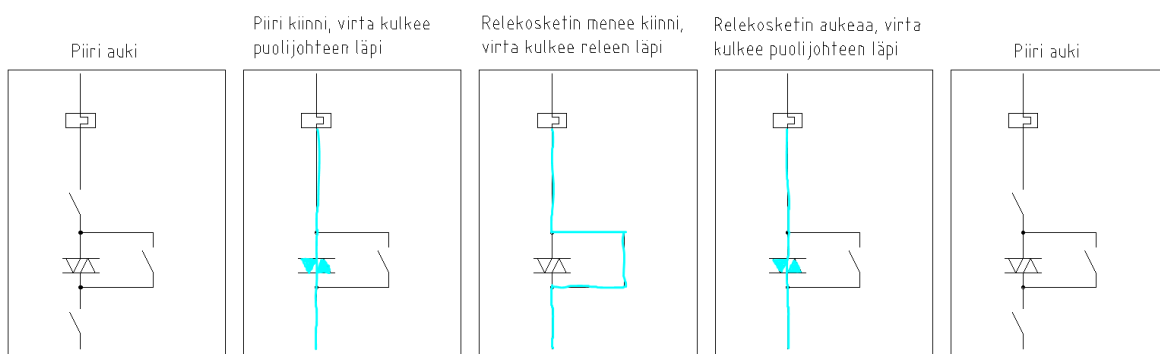 Piiri auki
Piiri kiinni, virta kulkee
puolijohteen läpi
Relekosketin menee kiinni,
virta kulkee releen läpi
Relekosketin aukeaa, virta
kulkee puolijohteen läpi
Piiri auki